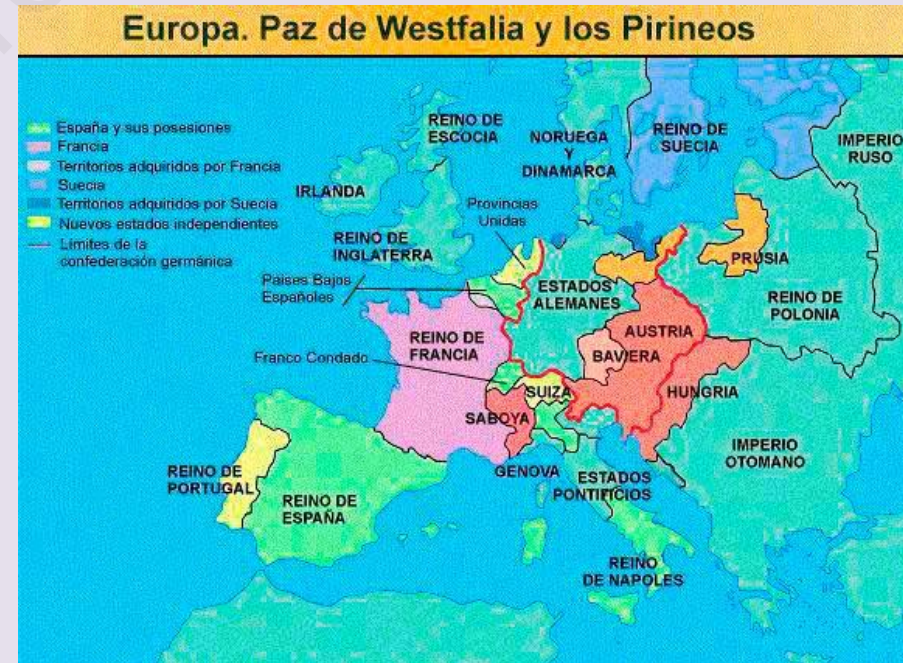 Europa. Paz de Westfalia y los Pirineos
España y sus posesiones
Francia
Territorios adquiridos por Francia
Suecia
Territorios adquiridos por Suecia
Nuevos estados independientes
Límites de la
confederación germánica
REINO DE
ESCOCIA
NORUEGA
Y
DINAMARCA
REINO DE
SUECIA
IMPERIO
RUSO
IRLANDA
Provincias
Unidas
REINO DE
INGLATERRA
PRUSIA
Paises Bajos
Españoles
ESTADOS
ALEMANES
REINO DE
POLONIA
REINO DE
FRANCIA
AUSTRIA
BAVIERA
Franco Condado
SUIZA
HUNGRIA
SABOYA
IMPERIO
OTOMANO
REINO DE
PORTUGAL
GENOVA
ESTADOS
PONTIFICIOS
REINO DE
ESPAÑA
REINO
DE NAPOLES